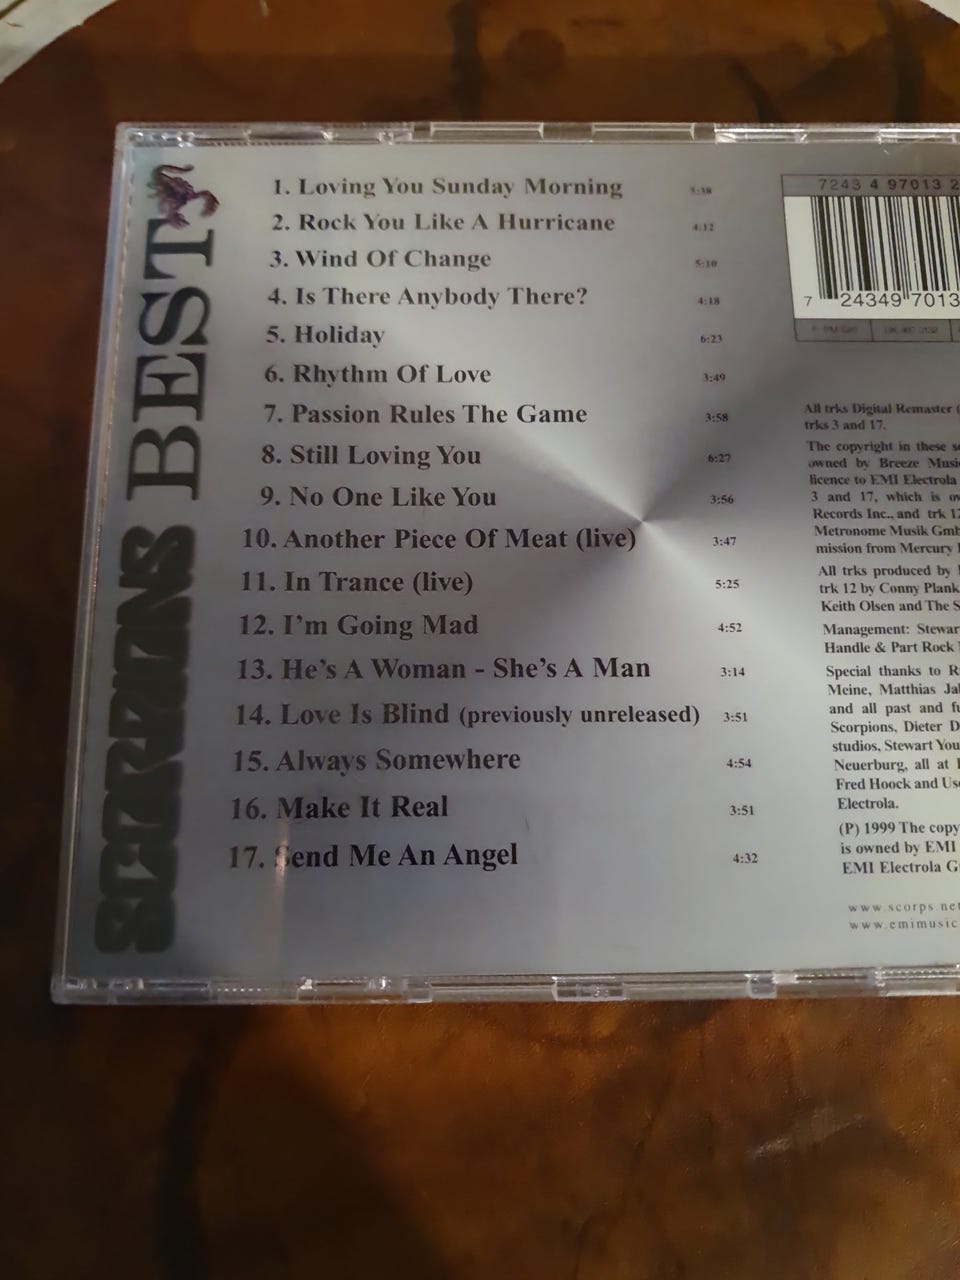 SCORPIONS BEST
1. Loving You Sunday Morning 5:38
2. Rock You Like A Hurricane 4:12
3. Wind Of Change 5:10
4. Is There Anybody There? 4:18
5. Holiday 6:23
6. Rhythm Of Love 3:49
7. Passion Rules The Game 3:58
8. Still Loving You 6:27
9. No One Like You 3:56
10. Another Piece Of Meat (live) 3:47
11. In Trance (live) 5:25
12. I'm Going Mad 4:52
13. He's A Woman - She's A Man 3:14
14. Love Is Blind (previously unreleased) 3:51
15. Always Somewhere 4:54
16. Make It Real 3:51
17. Send Me An Angel 4:32
7243 4 97013 2
7 24349 7013
All trks Digital Remaster (
trks 3 and 17.
The copyright in these
owned by Breeze Musi
licence to EMI Electrola
3 and 17, which is
Records Inc., and trk 12
Metronome Musik Gmb
mission from Mercury
All trks produced by
trk 12 by Conny Plank
Keith Olsen and The S
Management: Stewar
Handle & Part Rock
Special thanks to R
Meine, Matthias Ja
and all past and fu
Scorpions, Dieter D
studios, Stewart You
Neuerburg, all at
Fred Hoock and Us
Electrola.
(P) 1999 The copy
is owned by EMI
EMI Electrola G
www.scorps.net
www.emimusic